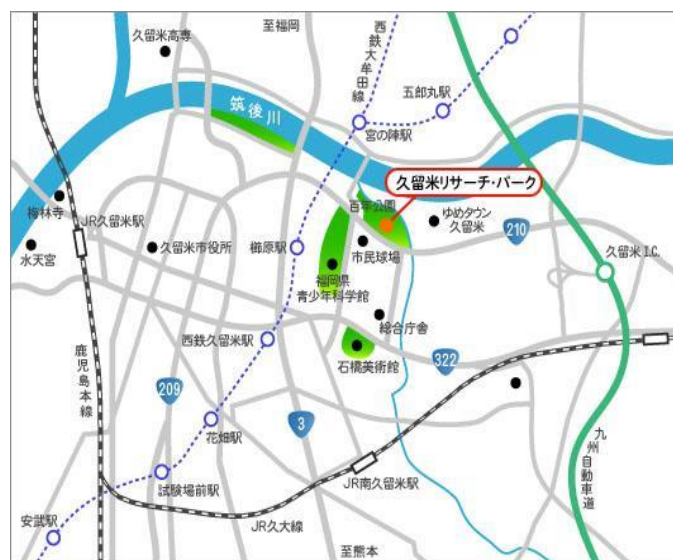 久留米高専
至福岡
西鉄大牟田線
五郎丸駅
筑後川
宮の陣駅
久留米リサーチ・パーク
梅林寺
JR久留米駅
百年公園
ゆめタウン
久留米
210
水天宮
久留米市役所
櫛原駅
市民球場
久留米I.C.
福岡県
青少年科学館
総合庁舎
西鉄久留米駅
鹿児島本線
石橋美術館
322
209
3
花畑駅
九州自動車道
試験場前駅
JR南久留米駅
安武駅
JR久大線
至熊本